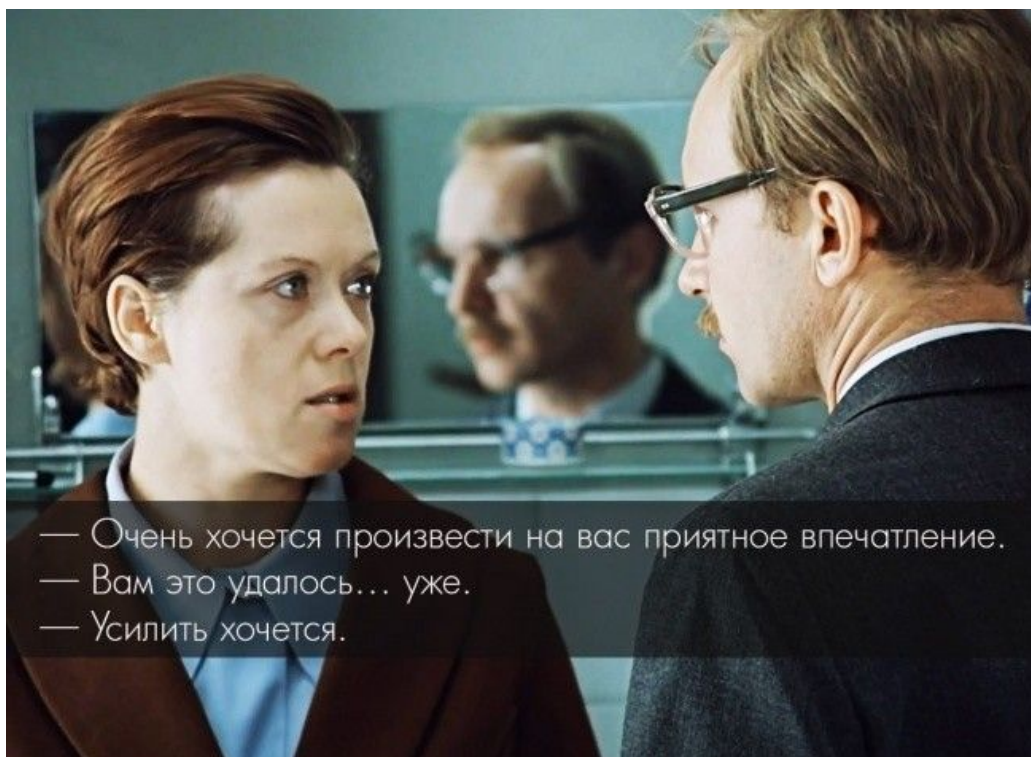 — Очень хочется произвести на вас приятное впечатление.
— Вам это удалось... уже.
— Усилить хочется.